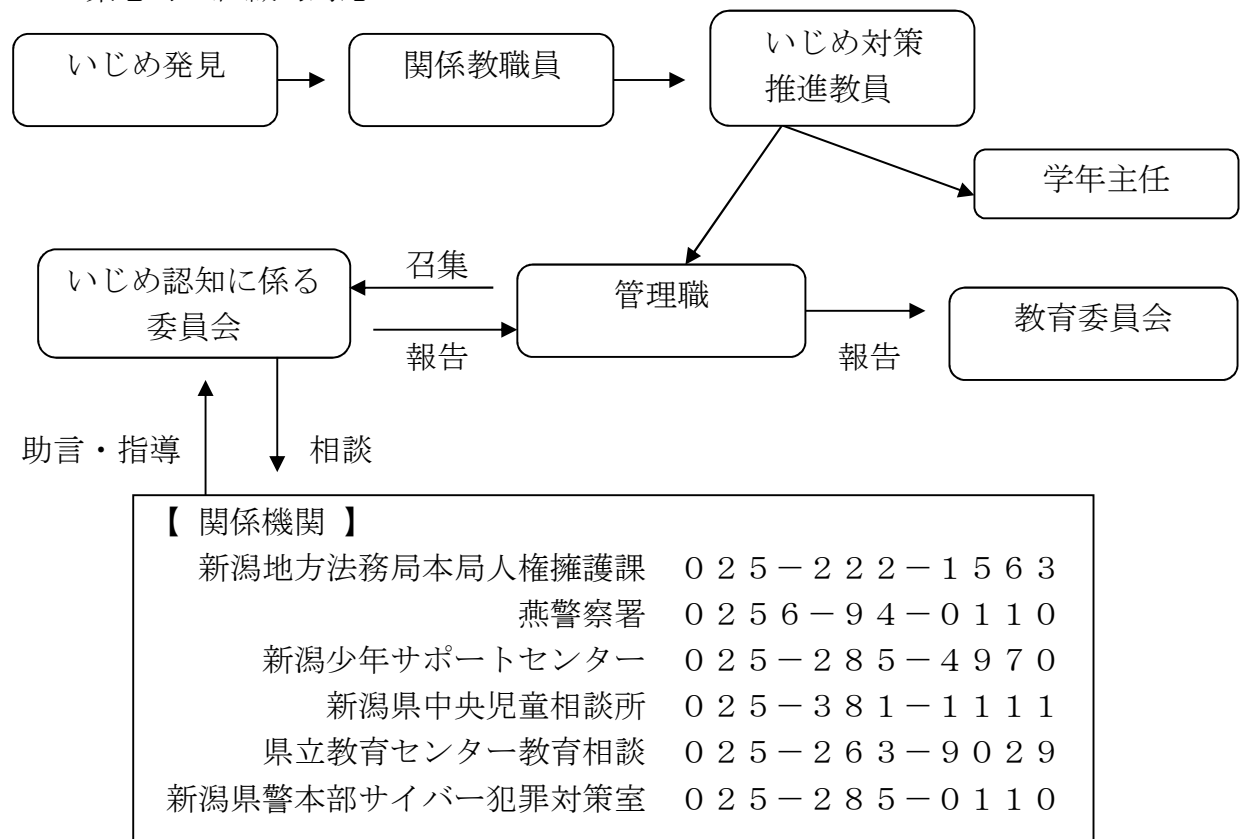 いじめ発見
関係教職員
いじめ対策
推進教員
学年主任
いじめ認知に係る
委員会
召集
報告
管理職
報告
教育委員会
助言・指導
相談
【 関係機関 】
新潟地方法務局本局人権擁護課 025-222-1563
燕警察署 0256-94-0110
新潟少年サポートセンター 025-285-4970
新潟県中央児童相談所 025-381-1111
県立教育センター教育相談 025-263-9029
新潟県警本部サイバー犯罪対策室 025-285-0110